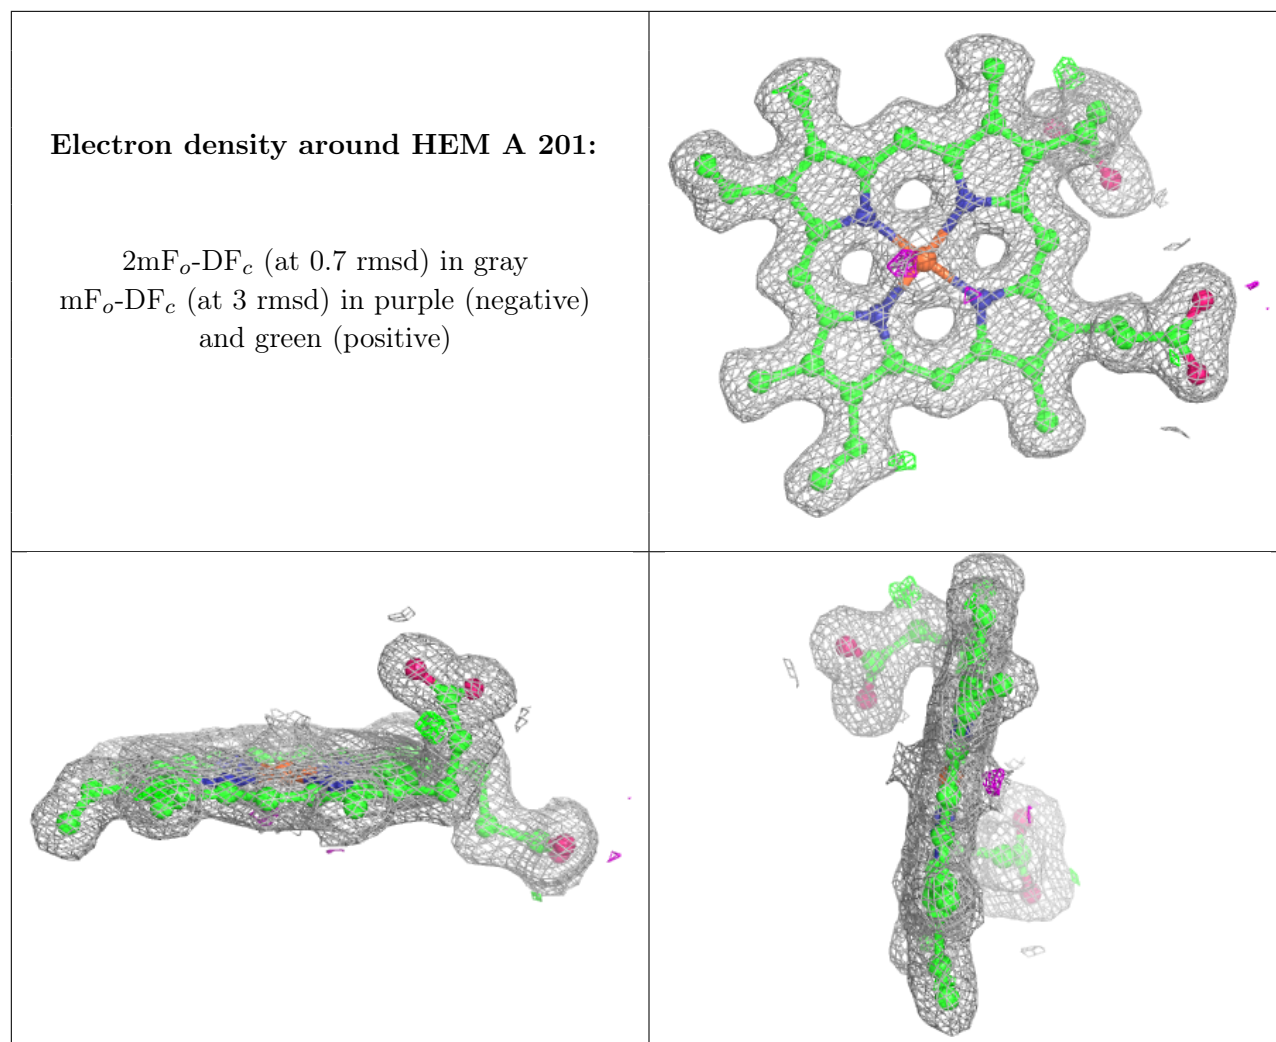 Electron density around HEM A 201:
2mFo-DFc (at 0.7 rmsd) in gray
mFo-DFc (at 3 rmsd) in purple (negative)
and green (positive)